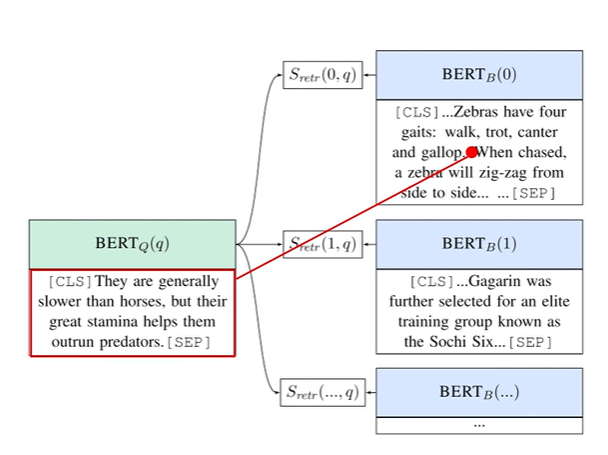 S_retr(0, q)
BERT_B(0)
[CLS]...Zebras have four
gaits: walk, trot, canter
and gallop. When chased,
a zebra will zig-zag from
side to side... ...[SEP]
BERT_Q(q)
[CLS]They are generally
slower than horses, but their
great stamina helps them
outrun predators.[SEP]
S_retr(1, q)
BERT_B(1)
[CLS]...Gagarin was
further selected for an elite
training group known as
the Sochi Six...[SEP]
S_retr(..., q)
BERT_B(...)
...